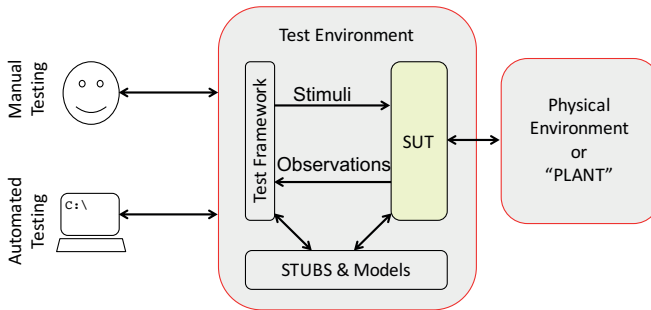 Manual
Testing
Automated
Testing
C:\
Test Environment
Test Framework
Stimuli
Observations
SUT
STUBS & Models
Physical
Environment
or
“PLANT”